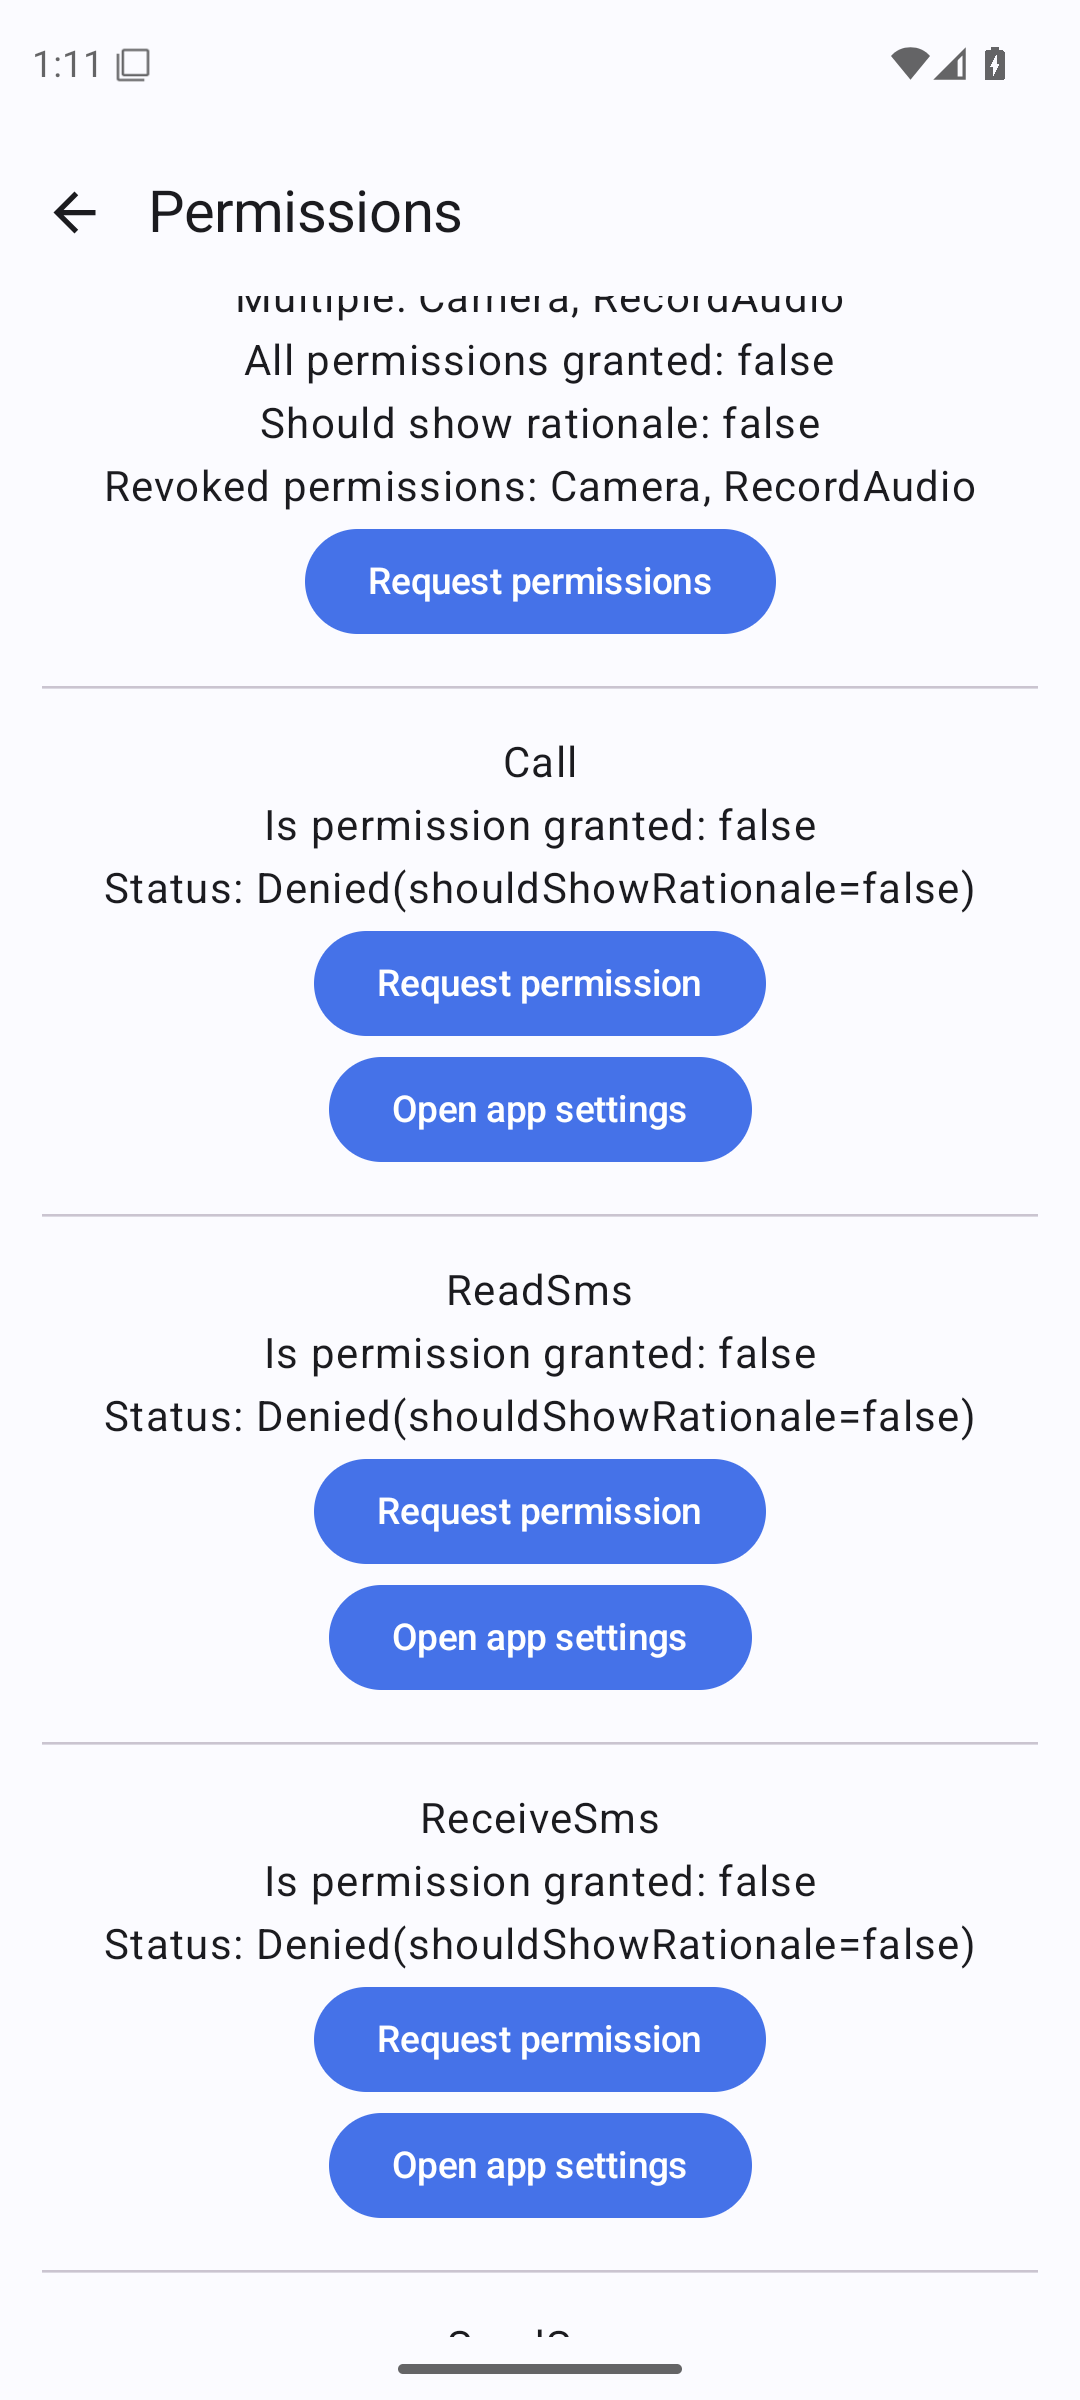 1:11
Permissions
Multiple: Camera, RecordAudio
All permissions granted: false
Should show rationale: false
Revoked permissions: Camera, RecordAudio
Request permissions
Call
Is permission granted: false
Status: Denied(shouldShowRationale=false)
Request permission
Open app settings
ReadSms
Is permission granted: false
Status: Denied(shouldShowRationale=false)
Request permission
Open app settings
ReceiveSms
Is permission granted: false
Status: Denied(shouldShowRationale=false)
Request permission
Open app settings